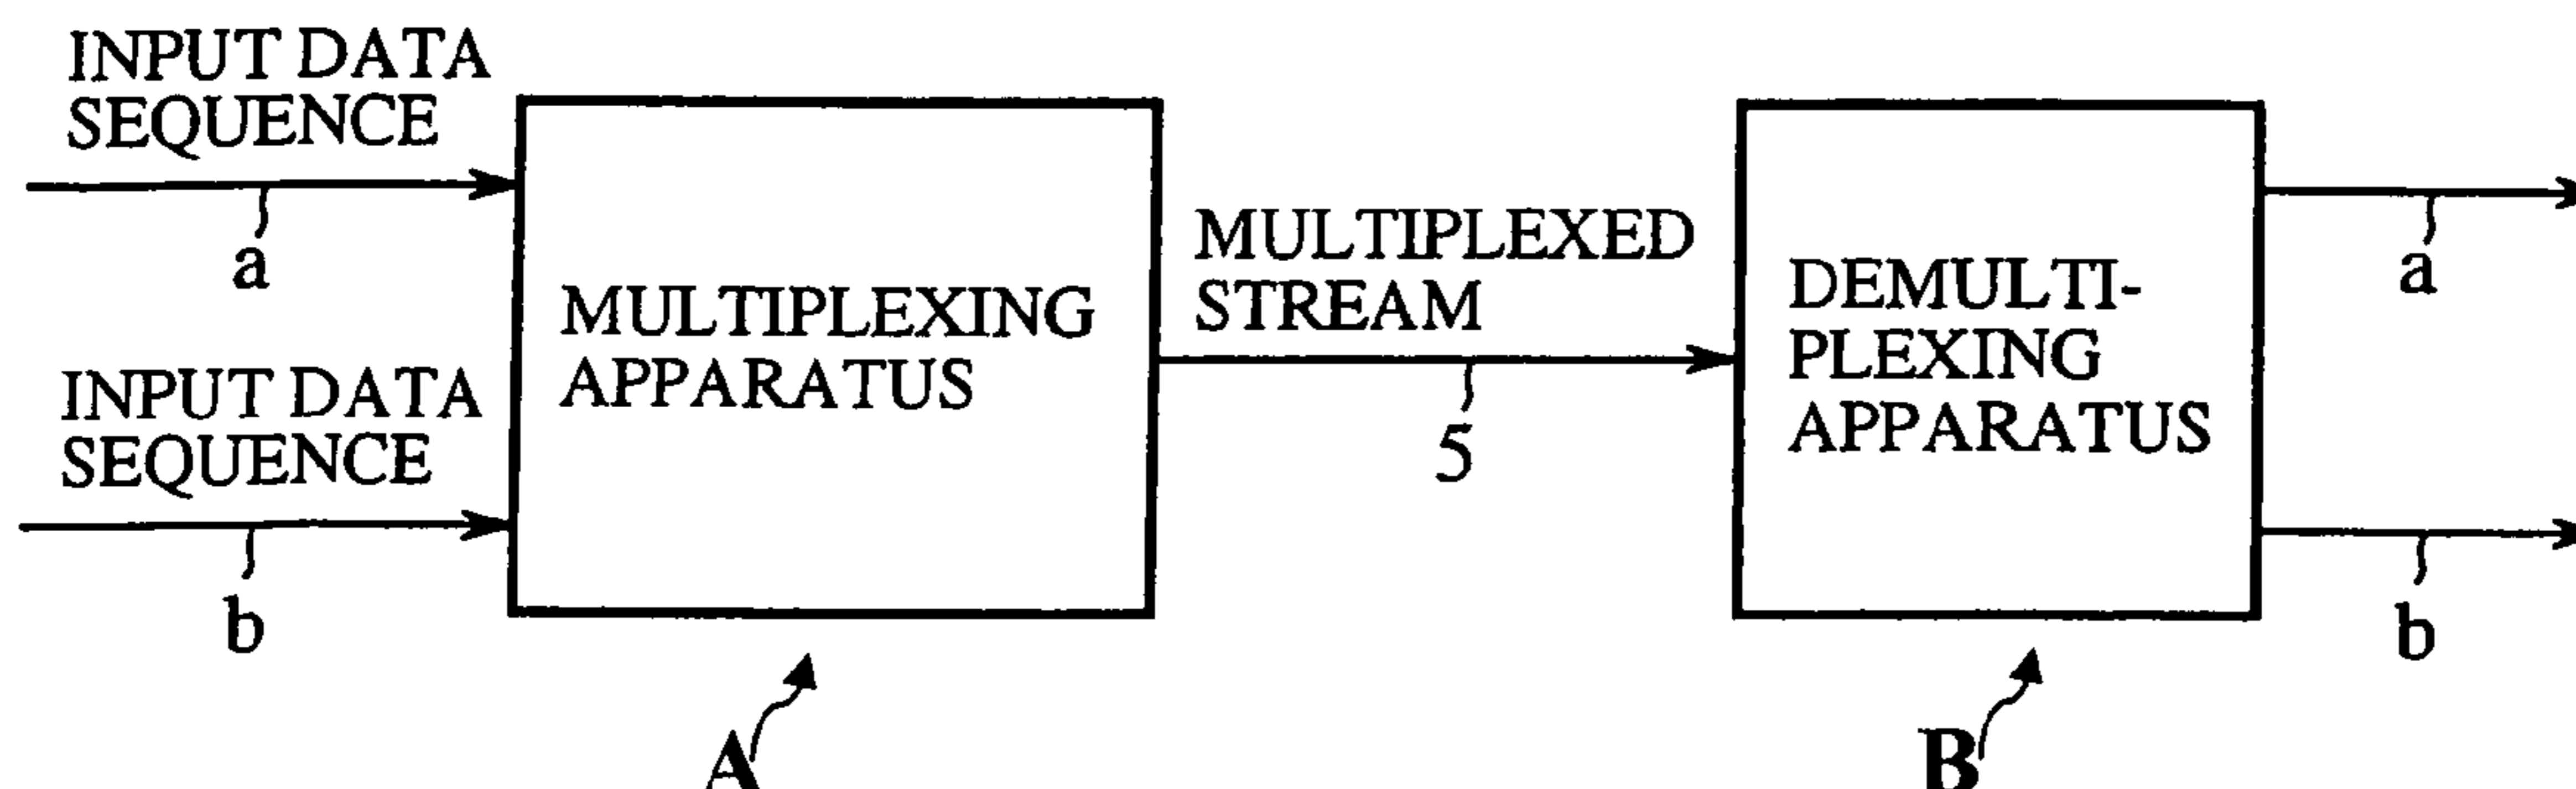 INPUT DATA
SEQUENCE
a
INPUT DATA
SEQUENCE
b
MULTIPLEXING
APPARATUS
A
MULTIPLEXED
STREAM
5
DEMULTI-
PLEXING
APPARATUS
B
a
b